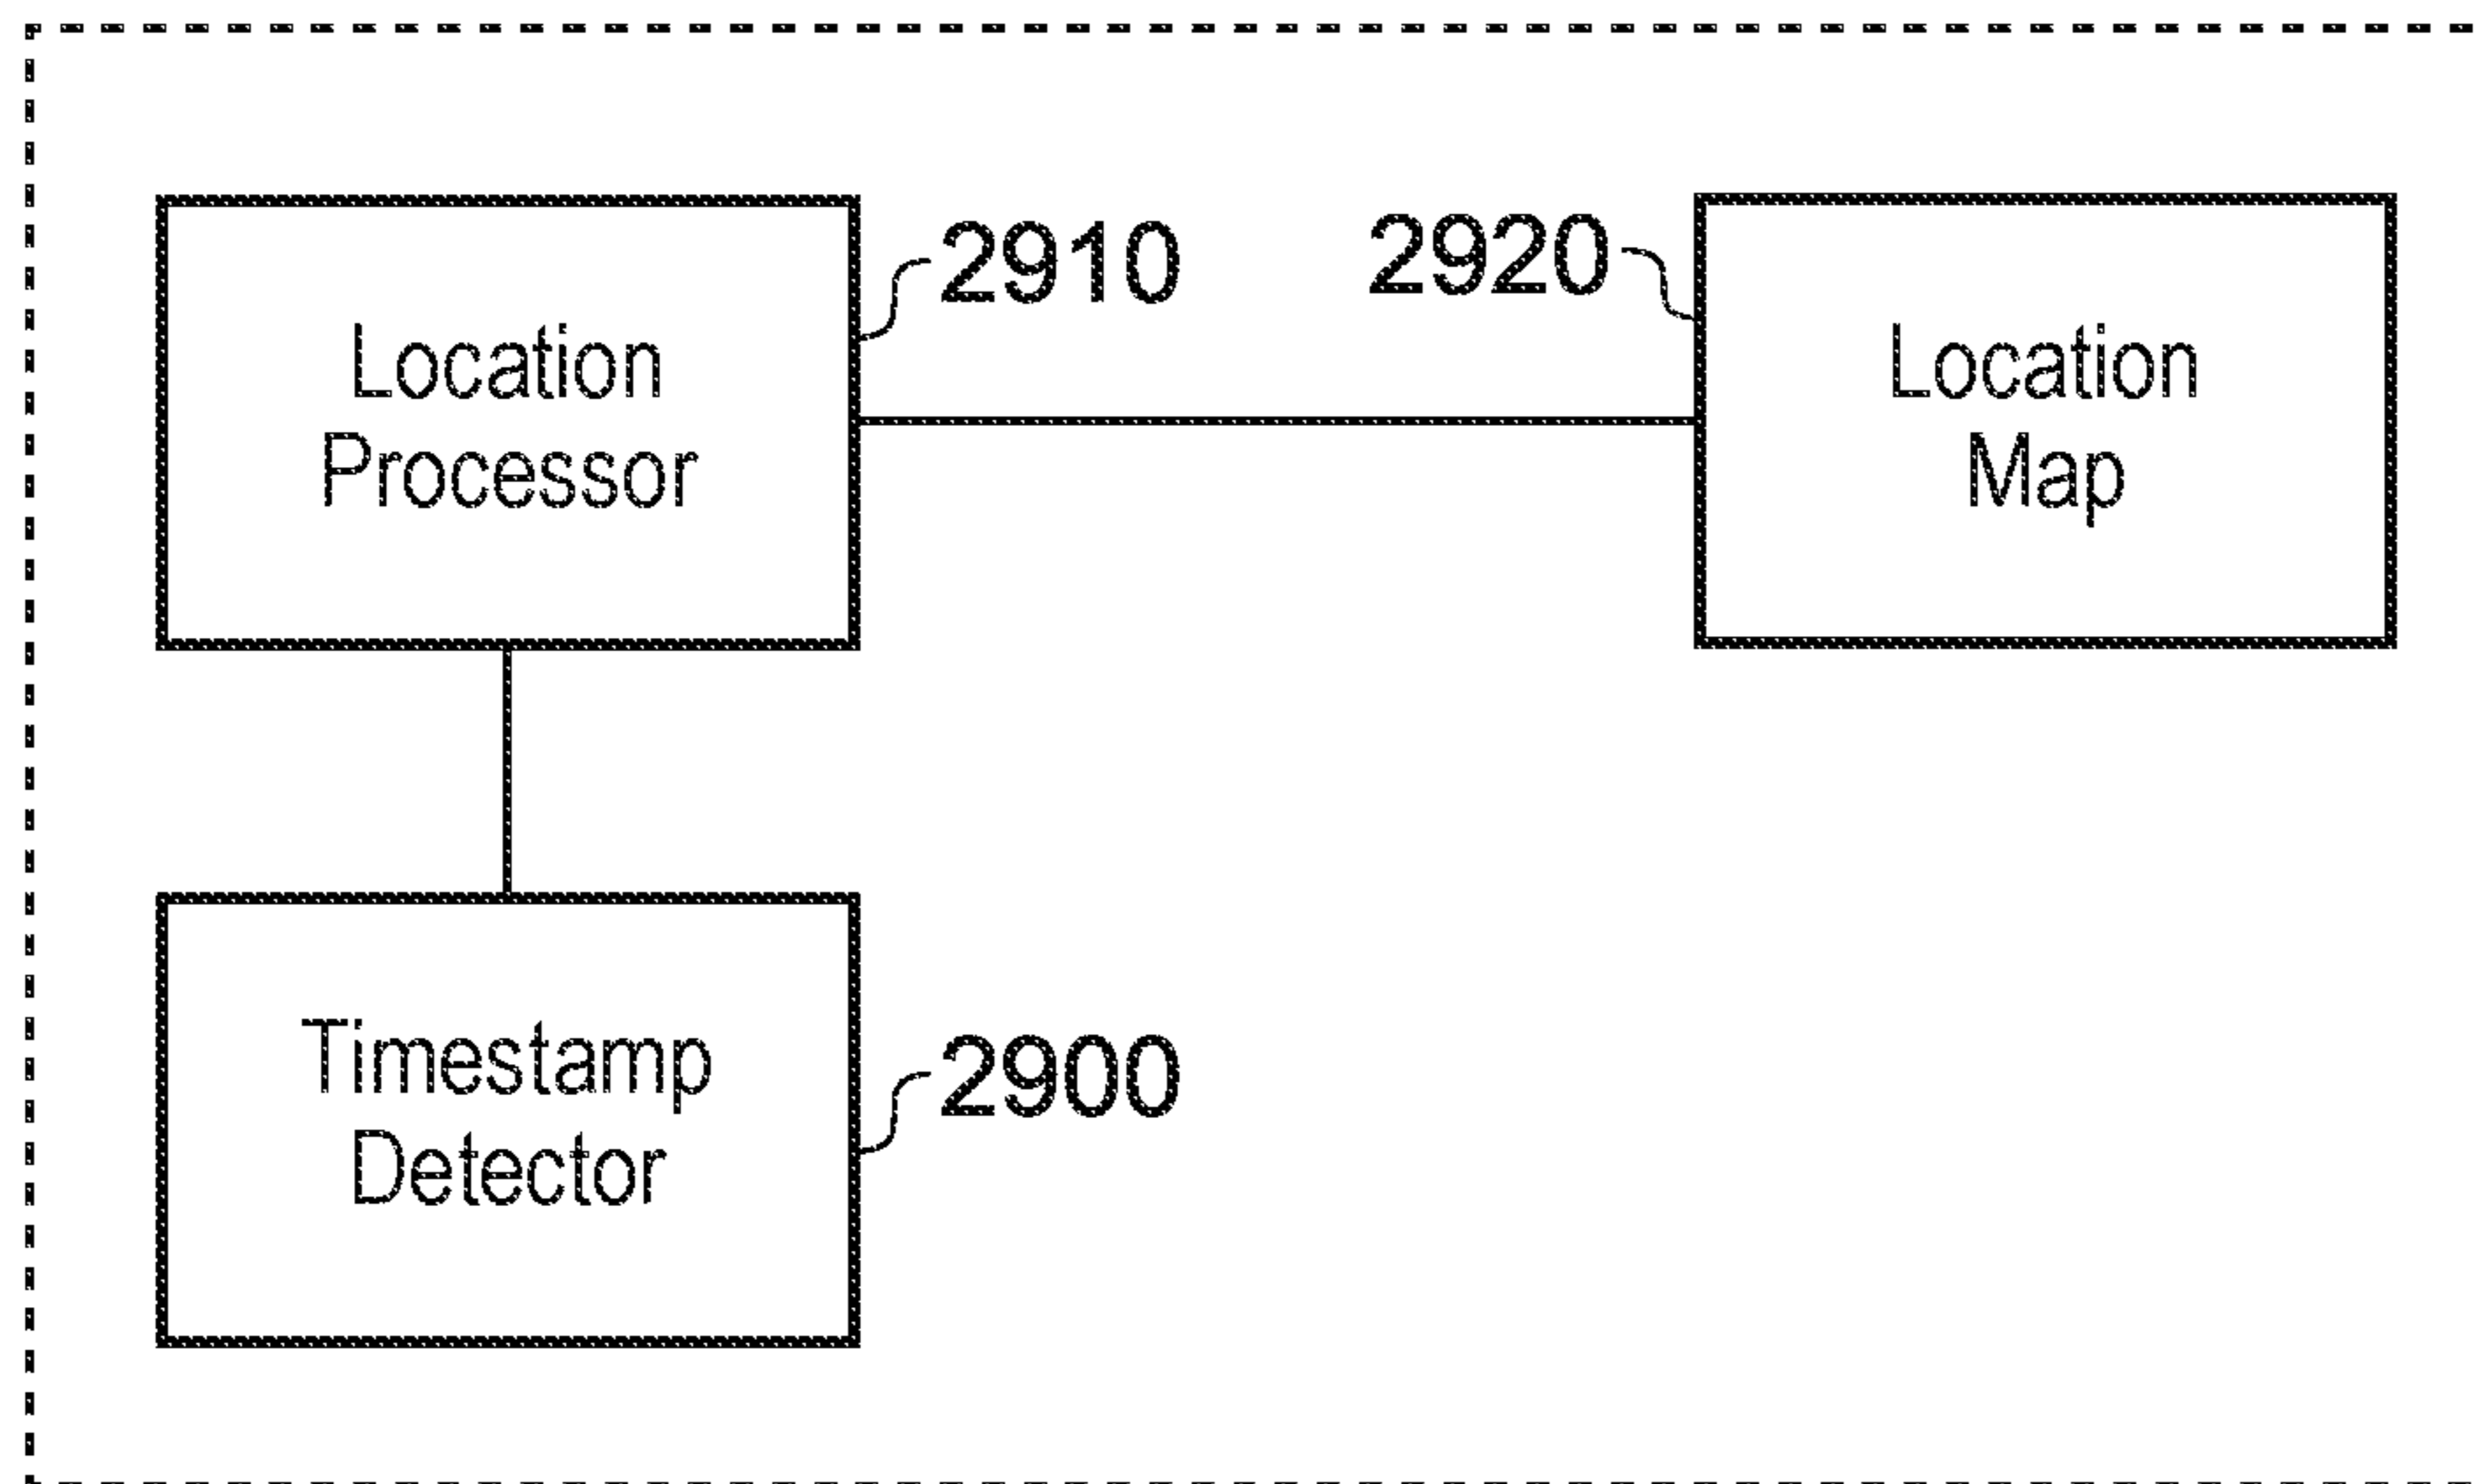 Location
Processor
2910
2920
Location
Map
Timestamp
Detector
2900